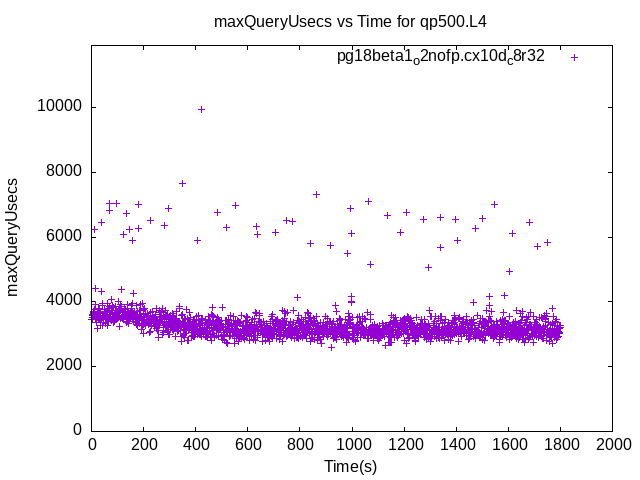 maxQueryUsecs vs Time for qp500.L4
pg18beta1_o2nofp.cx10d_c8r32
10000
8000
6000
4000
2000
0
maxQueryUsecs
0 200 400 600 800 1000 1200 1400 1600 1800 2000
Time(s)